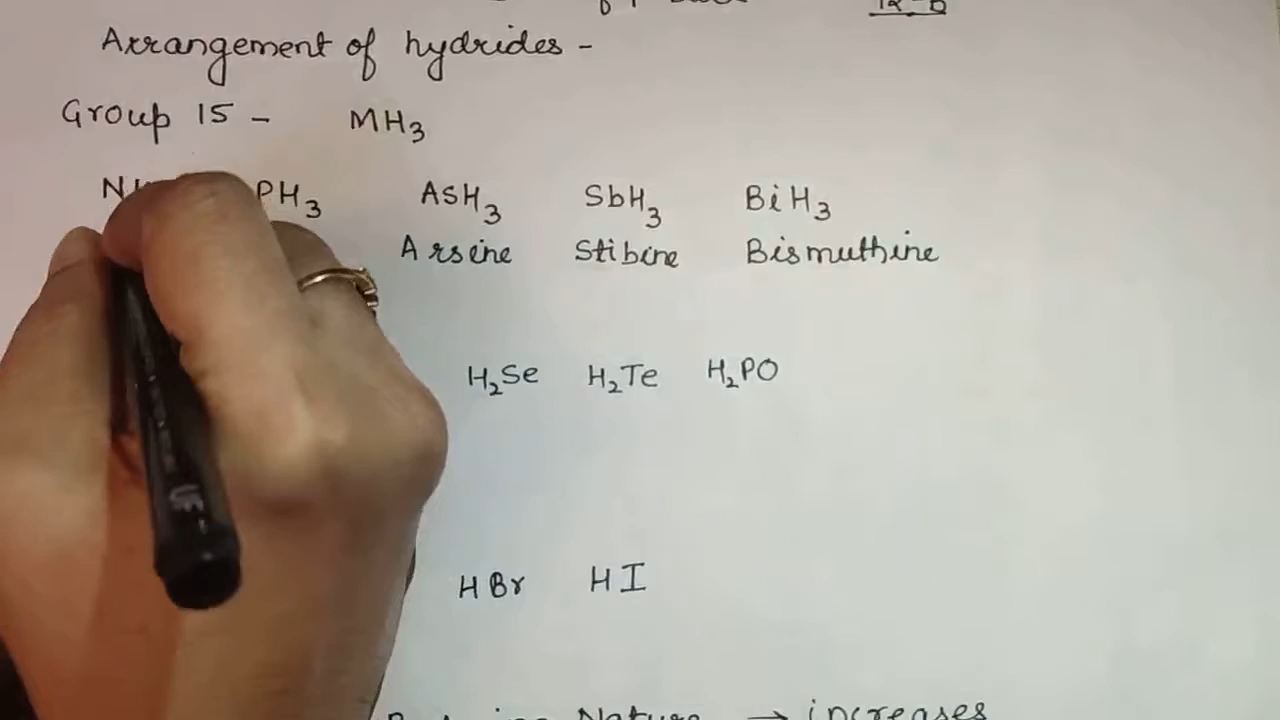 Arrangement of hydrides -
Group 15 - MH3
PH3 AsH3 SbH3 BiH3
Arsine Stibine Bismuthine
H2Se H2Te H2PO
HBr HI
Nature → increases